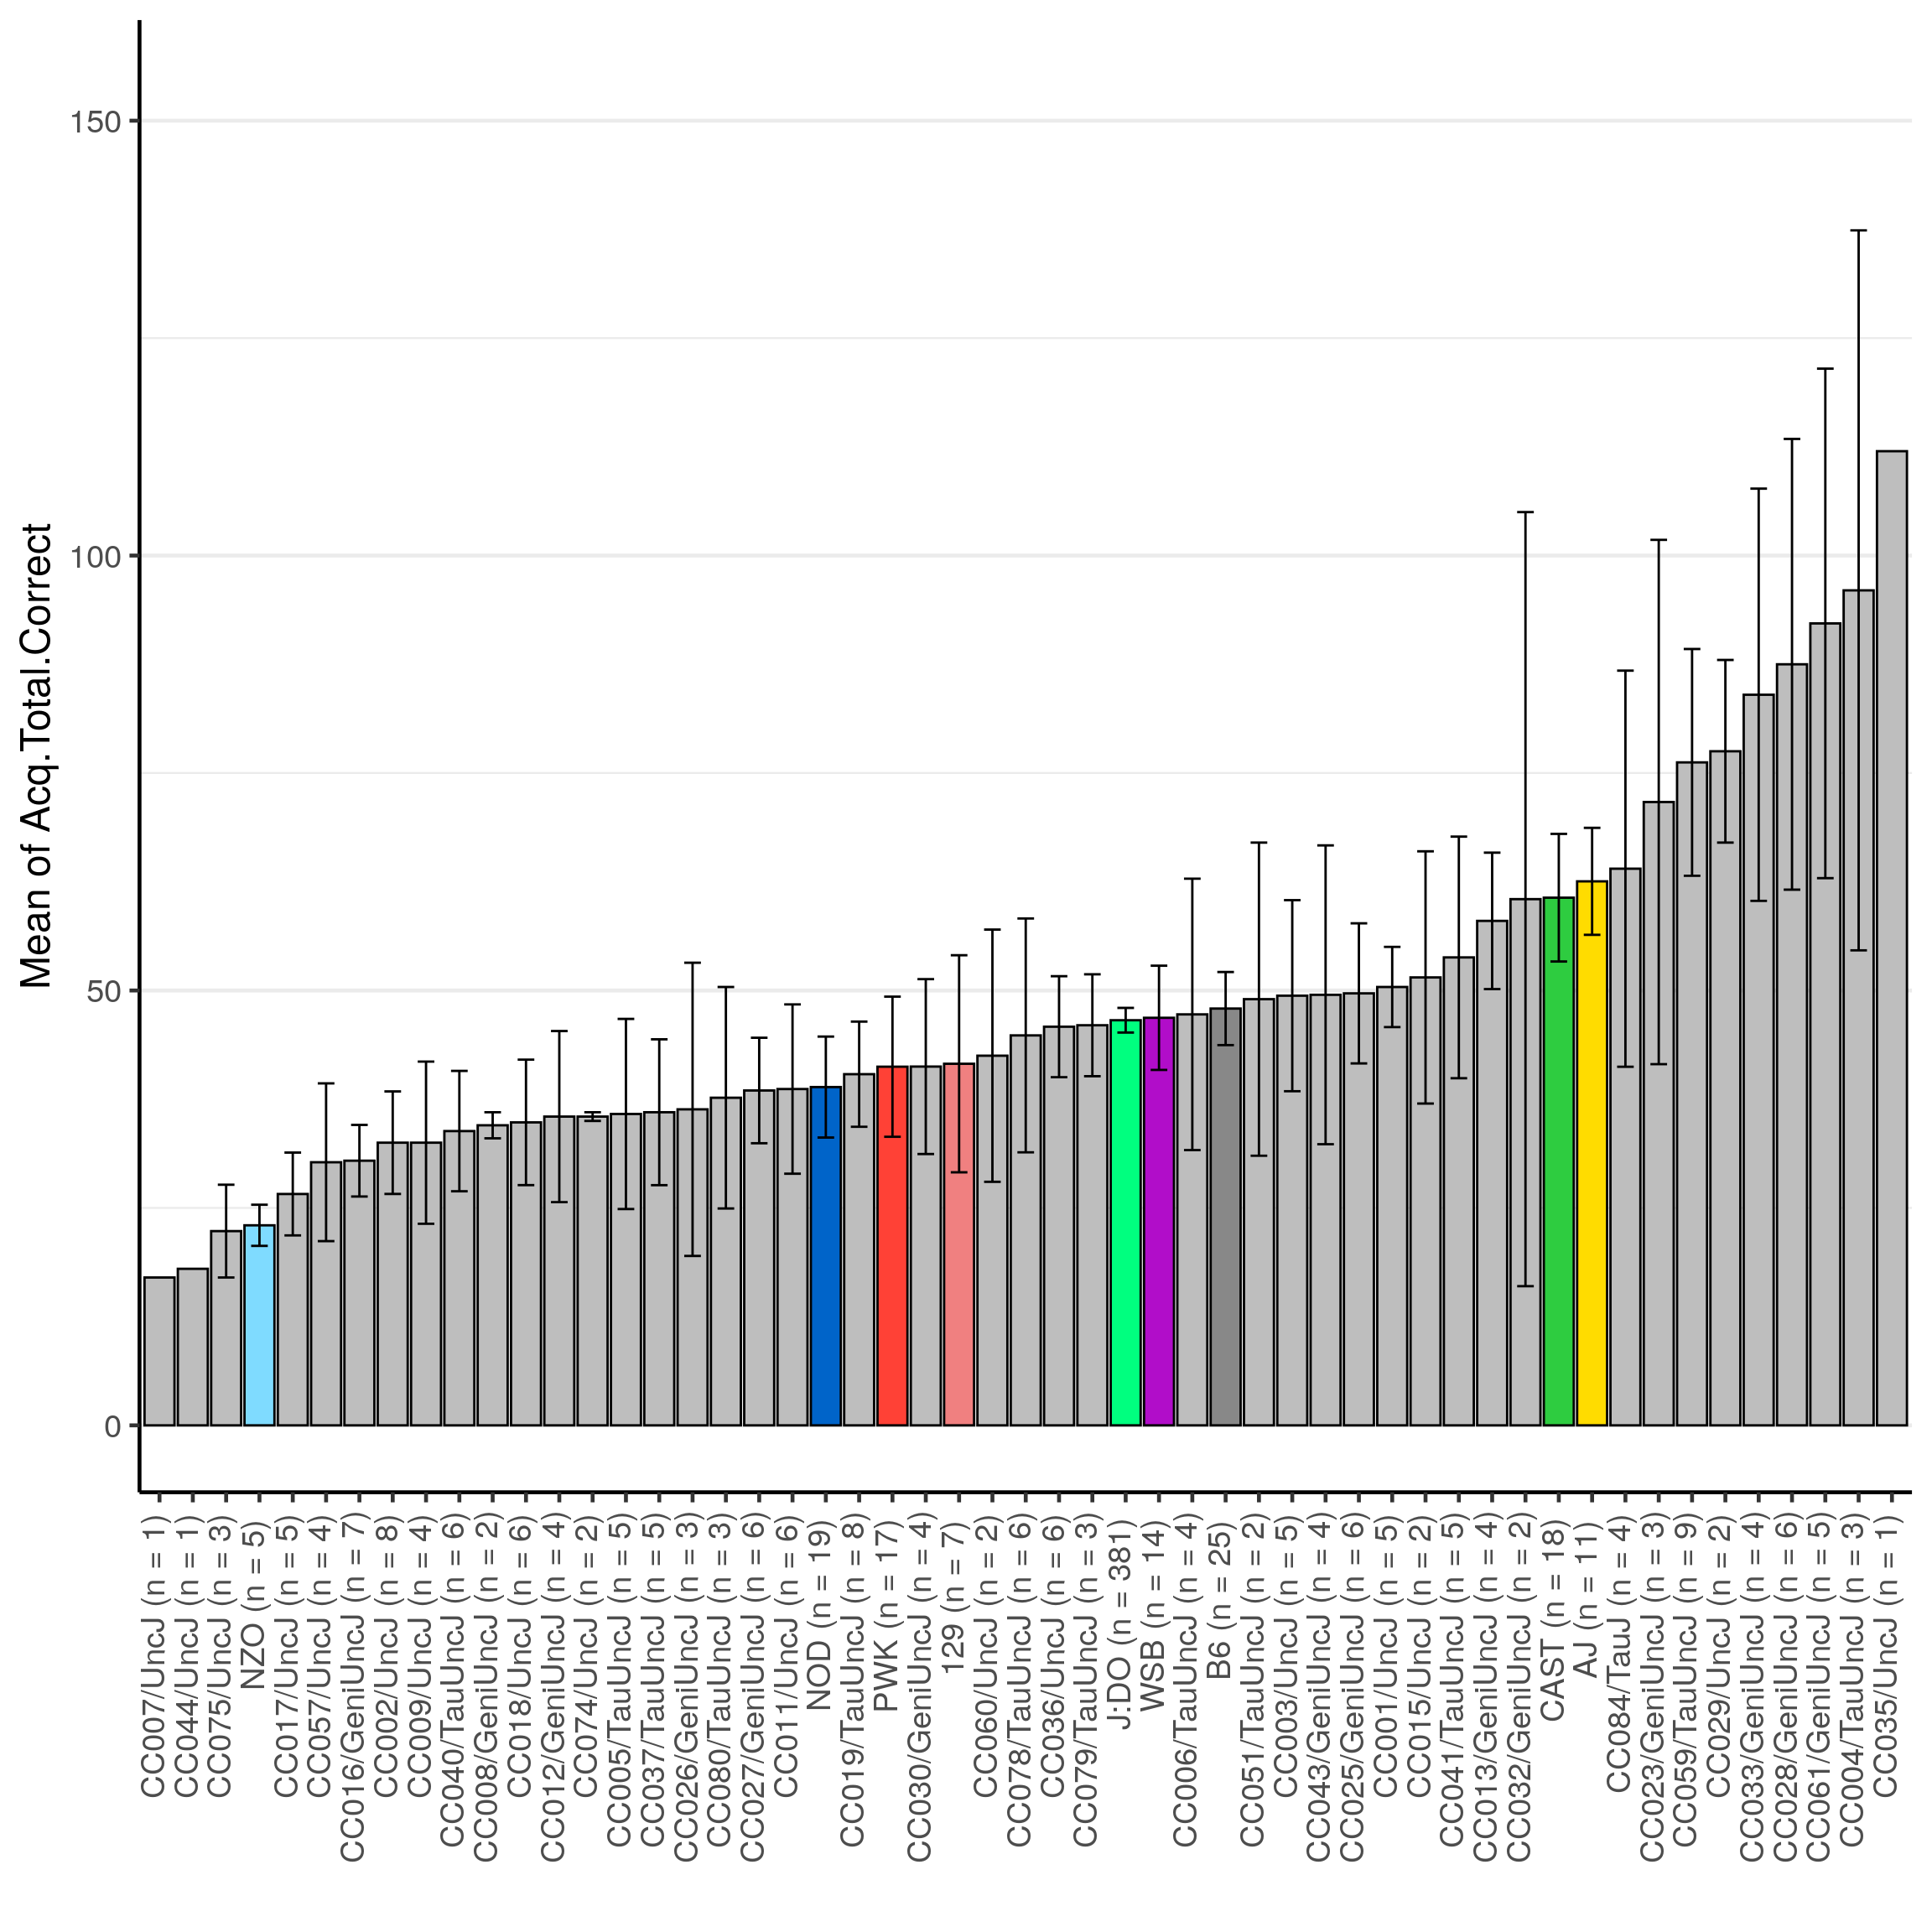 Mean of Acq.Total.Correct
150
100
50
0
CC007/UncJ (n = 1)
CC044/UncJ (n = 1)
CC075/UncJ (n = 3)
NZO (n = 5)
CC017/UncJ (n = 5)
CC057/UncJ (n = 4)
CC016/GeniUncJ (n = 7)
CC002/UncJ (n = 8)
CC009/UncJ (n = 4)
CC040/TauUncJ (n = 6)
CC008/GeniUncJ (n = 2)
CC018/UncJ (n = 6)
CC012/GeniUncJ (n = 4)
CC074/UncJ (n = 2)
CC005/TauUncJ (n = 5)
CC037/TauUncJ (n = 5)
CC026/GeniUncJ (n = 3)
CC080/TauUncJ (n = 3)
CC027/GeniUncJ (n = 6)
CC011/UncJ (n = 6)
NOD (n = 19)
CC019/TauUncJ (n = 8)
PWK (n = 17)
CC030/GeniUncJ (n = 4)
129 (n = 7)
CC060/UncJ (n = 2)
CC078/TauUncJ (n = 6)
CC036/UncJ (n = 6)
CC079/TauUncJ (n = 3)
J:DO (n = 381)
WSB (n = 14)
CC006/TauUncJ (n = 4)
B6 (n = 25)
CC051/TauUncJ (n = 2)
CC003/UncJ (n = 5)
CC043/GeniUncJ (n = 4)
CC025/GeniUncJ (n = 6)
CC001/UncJ (n = 5)
CC015/UncJ (n = 2)
CC041/TauUncJ (n = 5)
CC013/GeniUncJ (n = 4)
CC032/GeniUncJ (n = 2)
CAST (n = 18)
AJ (n = 11)
CC084/TauJ (n = 4)
CC023/GeniUncJ (n = 3)
CC059/TauUncJ (n = 9)
CC029/UncJ (n = 2)
CC033/GeniUncJ (n = 4)
CC028/GeniUncJ (n = 6)
CC061/GeniUncJ (n = 5)
CC004/TauUncJ (n = 3)
CC035/UncJ (n = 1)